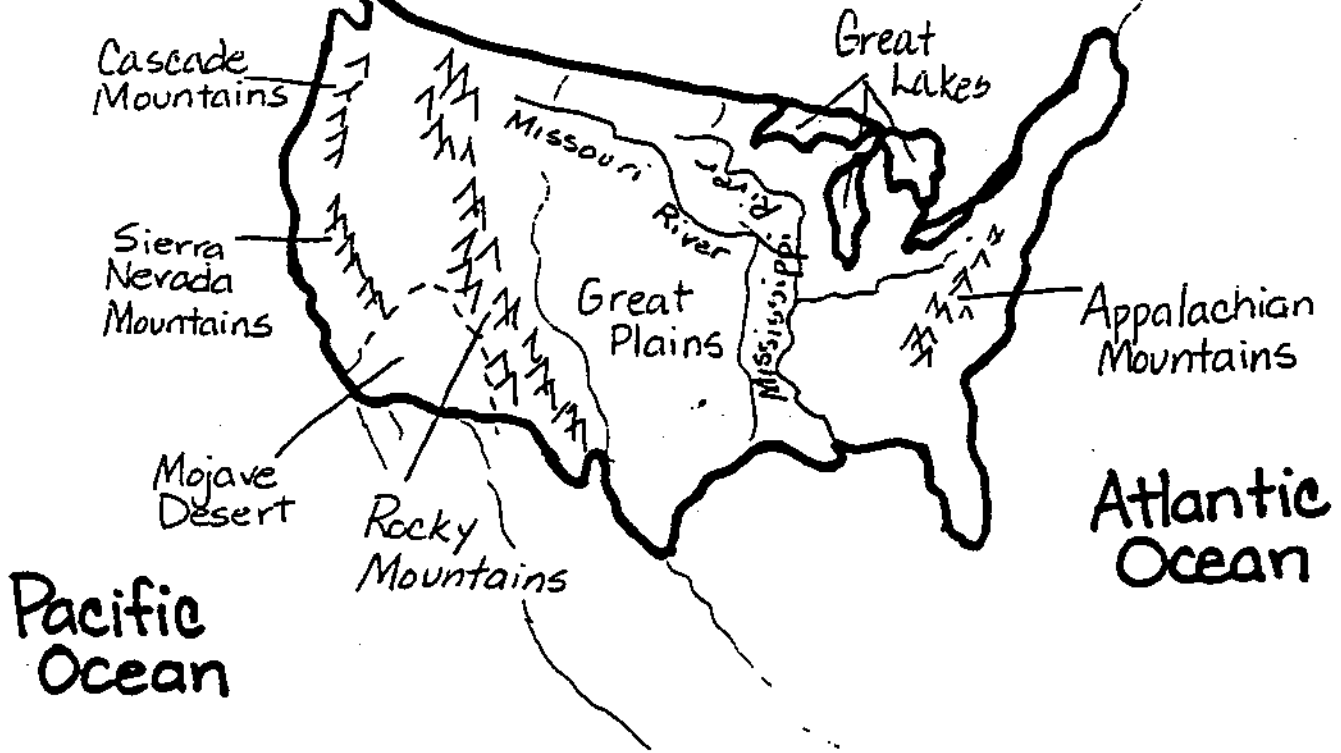 Cascade
Mountains
Great
Lakes
Missouri
River
River
Mississippi
Sierra
Nevada
Mountains
Great
Plains
Appalachian
Mountains
Mojave
Desert
Rocky
Mountains
Atlantic
Ocean
Pacific
Ocean